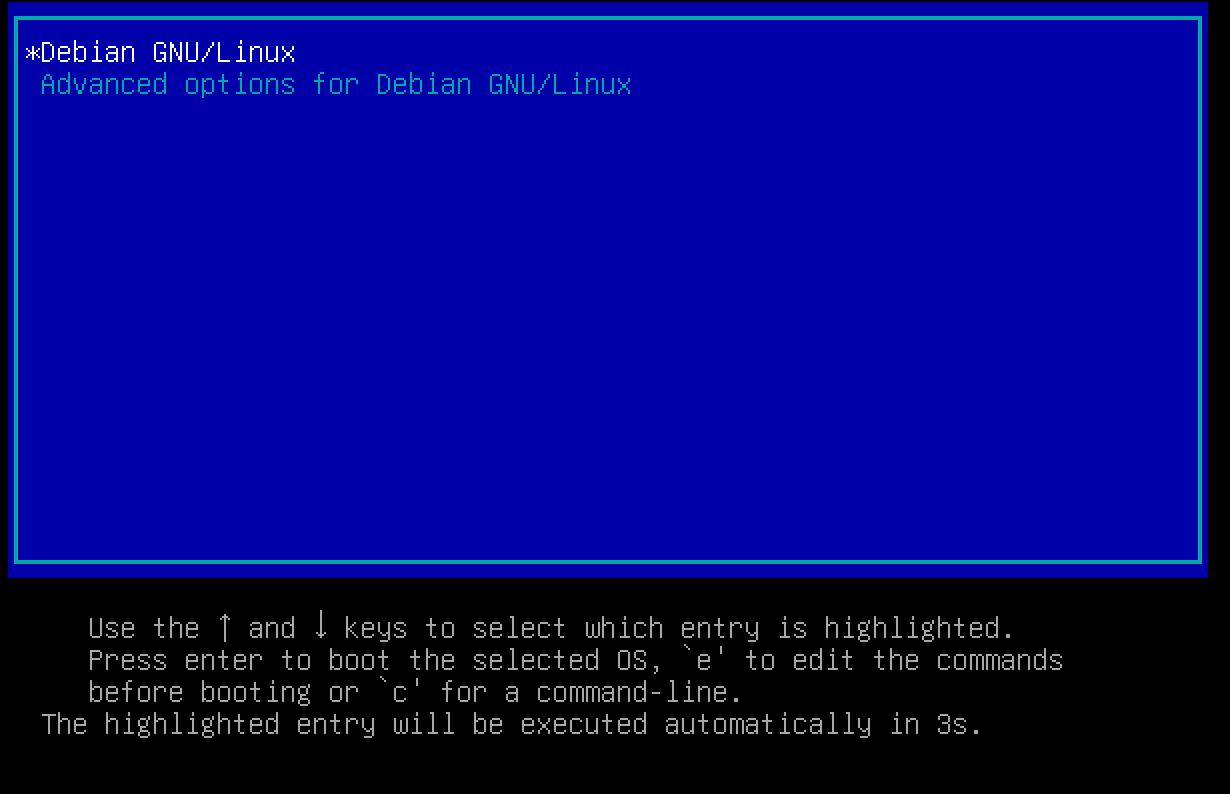 *Debian GNU/Linux
Advanced options for Debian GNU/Linux
Use the ↑ and ↓ keys to select which entry is highlighted.
Press enter to boot the selected OS, `e' to edit the commands
before booting or `c' for a command-line.
The highlighted entry will be executed automatically in 3s.